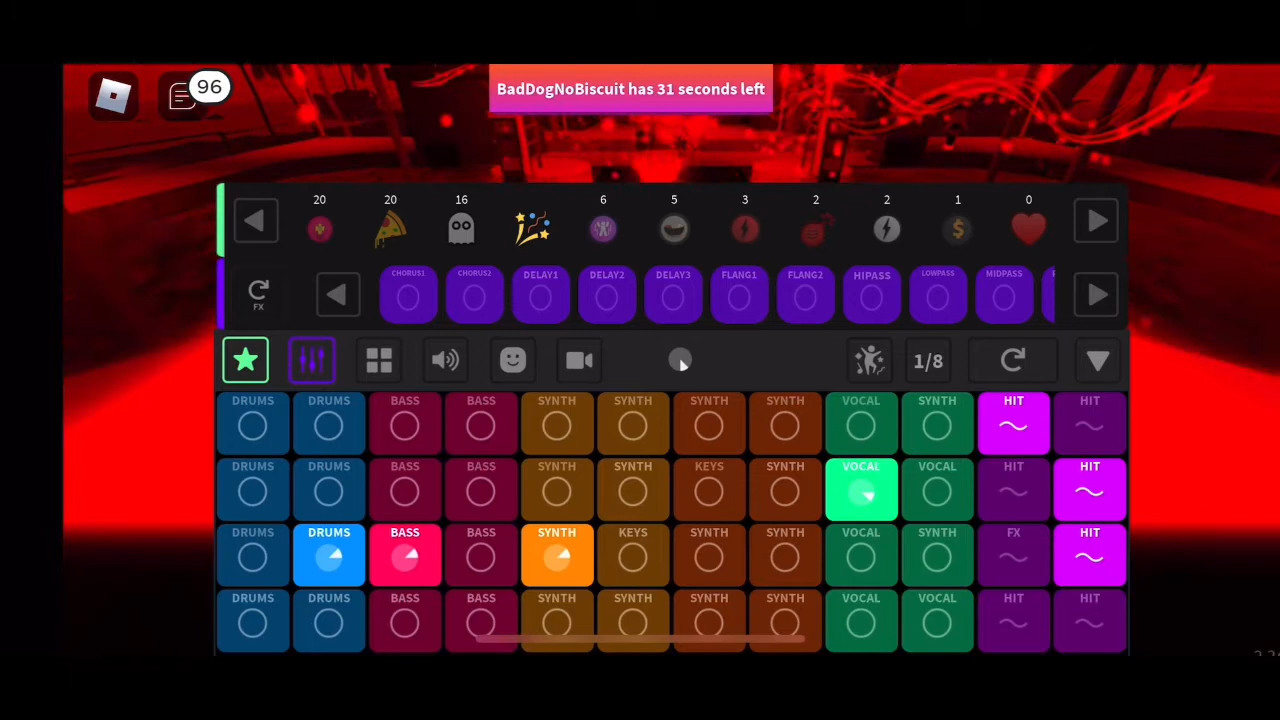 96
BadDogNoBiscuit has 31 seconds left
20 20 16 6 5 3 2 2 1 0
FX
CHORUS1 CHORUS2 DELAY1 DELAY2 DELAY3 FLANG1 FLANG2 HIPASS LOWPASS MIDPASS
1/8
DRUMS DRUMS BASS BASS SYNTH SYNTH SYNTH SYNTH VOCAL SYNTH HIT HIT
DRUMS DRUMS BASS BASS SYNTH SYNTH KEYS SYNTH VOCAL VOCAL HIT HIT
DRUMS DRUMS BASS BASS SYNTH KEYS SYNTH SYNTH VOCAL SYNTH FX HIT
DRUMS DRUMS BASS BASS SYNTH SYNTH SYNTH SYNTH VOCAL VOCAL HIT HIT